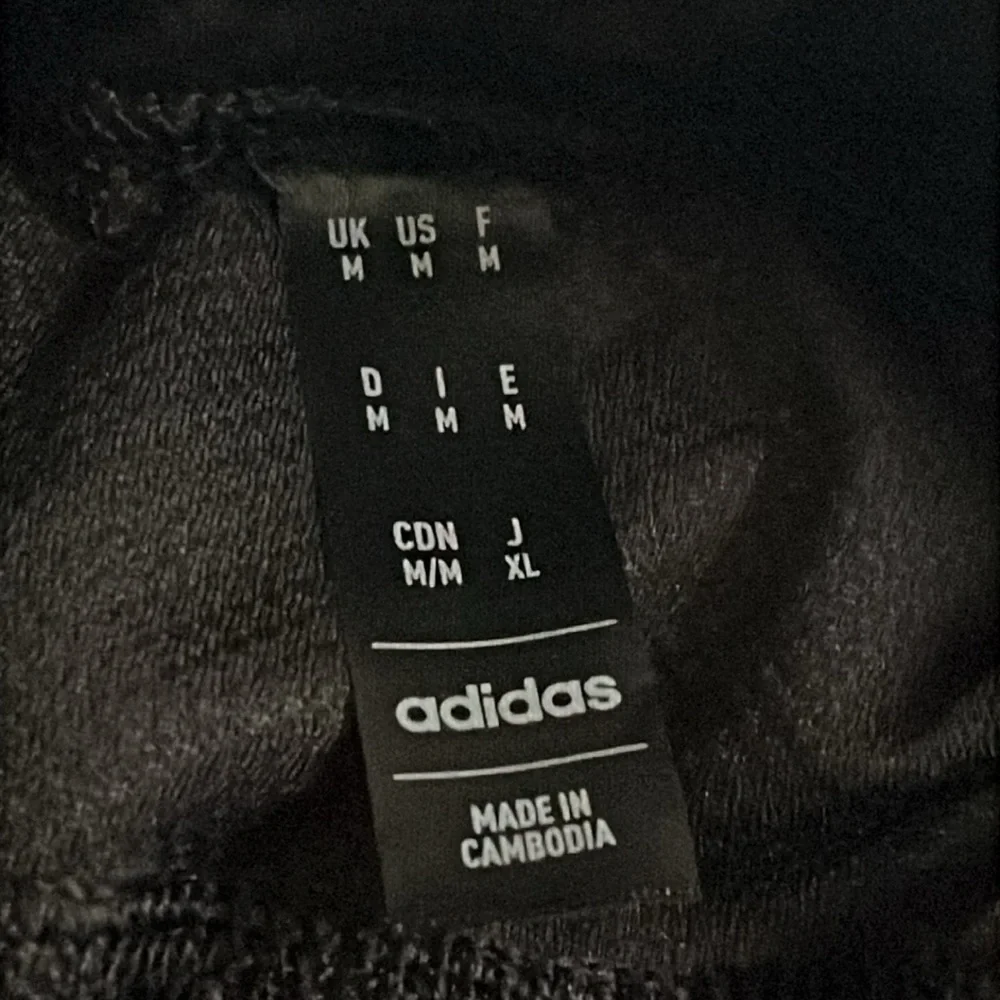 UK US F
M M M
D I E
M M M
CDN J
M/M XL
adidas
MADE IN
CAMBODIA